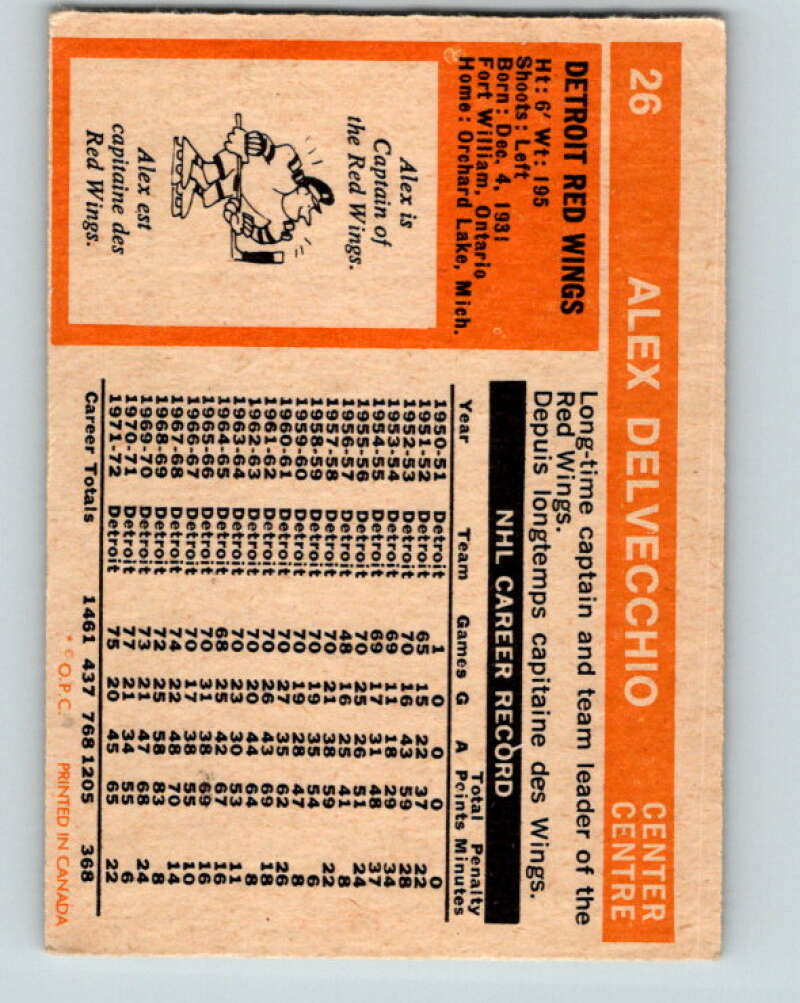 26 ALEX DELVECCHIO CENTER
CENTRE
DETROIT RED WINGS
Ht: 6' Wt: 195
Shoots: Left
Born: Dec. 4, 1931
Fort William, Ontario
Home: Orchard Lake, Mich.
Alex is
Captain of
the Red Wings.
Alex est
capitaine des
Red Wings.
Long-time captain and team leader of the
Red Wings.
Depuis longtemps capitaine des Wings.
NHL CAREER RECORD
Total Penalty
Year Team Games G A Points Minutes
1950-51 Detroit 1 0 0 0 0
1951-52 Detroit 65 15 22 37 22
1952-53 Detroit 70 16 43 59 28
1953-54 Detroit 69 11 18 29 34
1954-55 Detroit 69 17 31 48 37
1955-56 Detroit 70 25 26 51 24
1956-57 Detroit 48 16 25 41 8
1957-58 Detroit 70 21 38 59 22
1958-59 Detroit 70 19 35 54 6
1959-60 Detroit 70 19 28 47 8
1960-61 Detroit 70 27 35 62 26
1961-62 Detroit 70 26 43 69 18
1962-63 Detroit 70 20 44 64 8
1963-64 Detroit 70 23 30 53 11
1964-65 Detroit 68 25 42 67 16
1965-66 Detroit 70 31 38 69 16
1966-67 Detroit 70 17 38 55 10
1967-68 Detroit 74 22 48 70 14
1968-69 Detroit 72 25 58 83 8
1969-70 Detroit 73 21 47 68 24
1970-71 Detroit 77 21 34 55 6
1971-72 Detroit 75 20 45 65 22
Career Totals 1461 437 768 1205 368
* © O.P.C. PRINTED IN CANADA